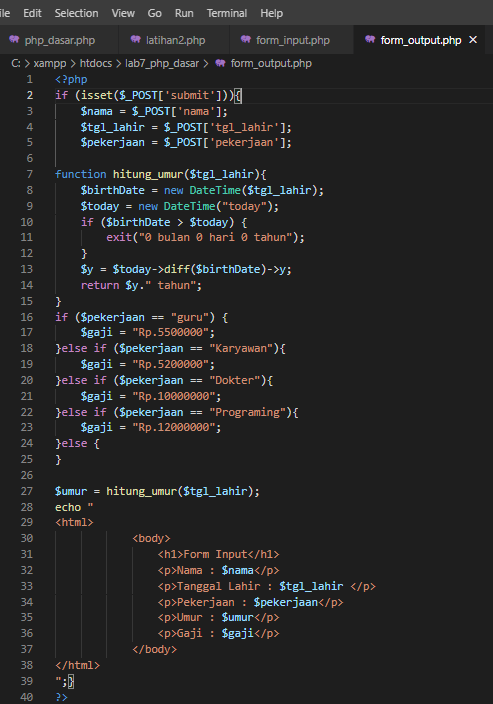 ile Edit Selection View Go Run Terminal Help
php_dasar.php latihan2.php form_input.php form_output.php ×
C: > xampp > htdocs > lab7_php_dasar > form_output.php
1 <?php
2 if (isset($_POST['submit'])){
3 $nama = $_POST['nama'];
4 $tgl_lahir = $_POST['tgl_lahir'];
5 $pekerjaan = $_POST['pekerjaan'];
6
7 function hitung_umur($tgl_lahir){
8 $birthDate = new DateTime($tgl_lahir);
9 $today = new DateTime("today");
10 if ($birthDate > $today) {
11 exit("0 bulan 0 hari 0 tahun");
12 }
13 $y = $today->diff($birthDate)->y;
14 return $y." tahun";
15 }
16 if ($pekerjaan == "guru") {
17 $gaji = "Rp.5500000";
18 }else if ($pekerjaan == "Karyawan"){
19 $gaji = "Rp.5200000";
20 }else if ($pekerjaan == "Dokter"){
21 $gaji = "Rp.10000000";
22 }else if ($pekerjaan == "Programing"){
23 $gaji = "Rp.12000000";
24 }else {
25 }
26
27 $umur = hitung_umur($tgl_lahir);
28 echo "
29 <html>
30 <body>
31 <h1>Form Input</h1>
32 <p>Nama : $nama</p>
33 <p>Tanggal Lahir : $tgl_lahir </p>
34 <p>Pekerjaan : $pekerjaan</p>
35 <p>Umur : $umur</p>
36 <p>Gaji : $gaji</p>
37 </body>
38 </html>
39 ";}
40 ?>